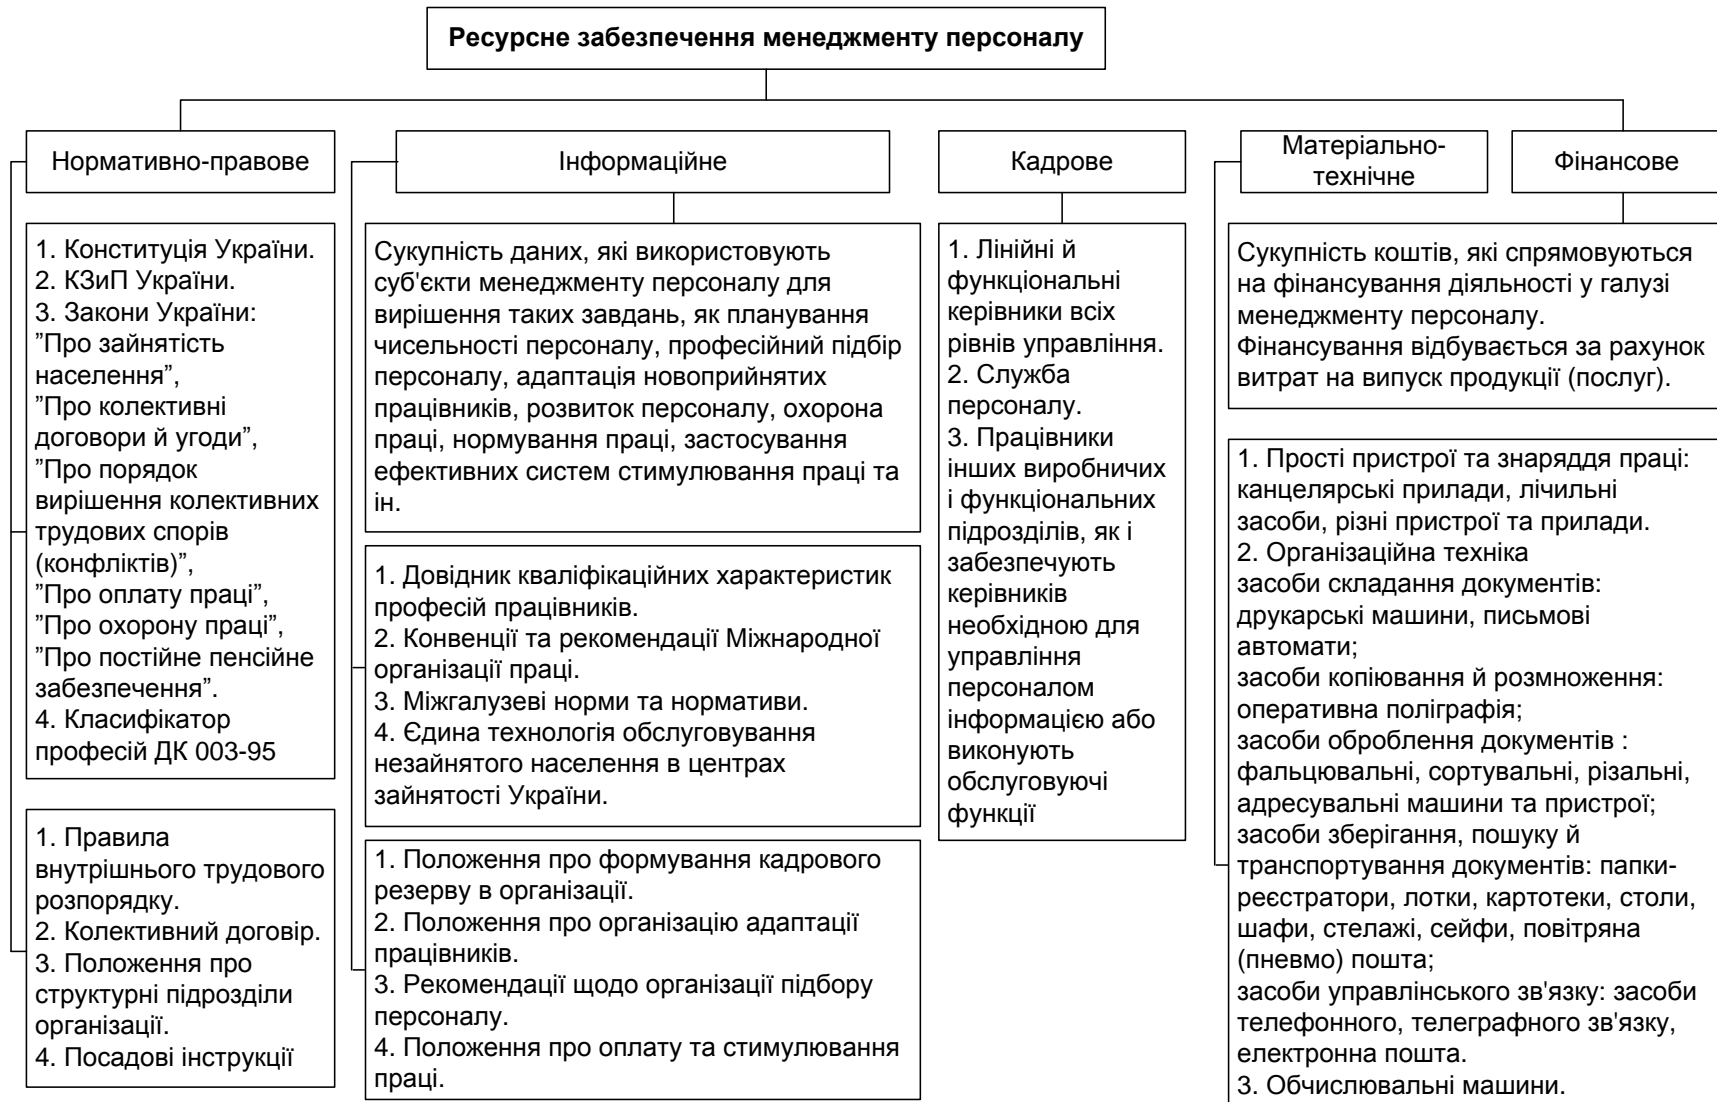 Ресурсне забезпечення менеджменту персоналу
Нормативно-правове
Інформаційне
Кадрове
Матеріально-
технічне
Фінансове
1. Конституція України.
2. КЗиП України.
3. Закони України:
”Про зайнятість
населення”,
”Про колективні
договори й угоди”,
”Про порядок
вирішення колективних
трудових спорів
(конфліктів)”,
”Про оплату праці”,
”Про охорону праці”,
”Про постійне пенсійне
забезпечення”.
4. Класифікатор
професій ДК 003-95
1. Правила
внутрішнього трудового
розпорядку.
2. Колективний договір.
3. Положення про
структурні підрозділи
організації.
4. Посадові інструкції
Сукупність даних, які використовують
суб'єкти менеджменту персоналу для
вирішення таких завдань, як планування
чисельності персоналу, професійний підбір
персоналу, адаптація новоприйнятих
працівників, розвиток персоналу, охорона
праці, нормування праці, застосування
ефективних систем стимулювання праці та
ін.
1. Довідник кваліфікаційних характеристик
професій працівників.
2. Конвенції та рекомендації Міжнародної
організації праці.
3. Міжгалузеві норми та нормативи.
4. Єдина технологія обслуговування
незайнятого населення в центрах
зайнятості України.
1. Положення про формування кадрового
резерву в організації.
2. Положення про організацію адаптації
працівників.
3. Рекомендації щодо організації підбору
персоналу.
4. Положення про оплату та стимулювання
праці.
1. Лінійні й
функціональні
керівники всіх
рівнів управління.
2. Служба
персоналу.
3. Працівники
інших виробничих
і функціональних
підрозділів, як і
забезпечують
керівників
необхідною для
управління
персоналом
інформацією або
виконують
обслуговуючі
функції
Сукупність коштів, які спрямовуються
на фінансування діяльності у галузі
менеджменту персоналу.
Фінансування відбувається за рахунок
витрат на випуск продукції (послуг).
1. Прості пристрої та знаряддя праці:
канцелярські прилади, лічильні
засоби, різні пристрої та прилади.
2. Організаційна техніка
засоби складання документів:
друкарські машини, письмові
автомати;
засоби копіювання й розмноження:
оперативна поліграфія;
засоби оброблення документів :
фальцювальні, сортувальні, різальні,
адресувальні машини та пристрої;
засоби зберігання, пошуку й
транспортування документів: папки-
реєстратори, лотки, картотеки, столи,
шафи, стелажі, сейфи, повітряна
(пневмо) пошта;
засоби управлінського зв'язку: засоби
телефонного, телеграфного зв'язку,
електронна пошта.
3. Обчислювальні машини.